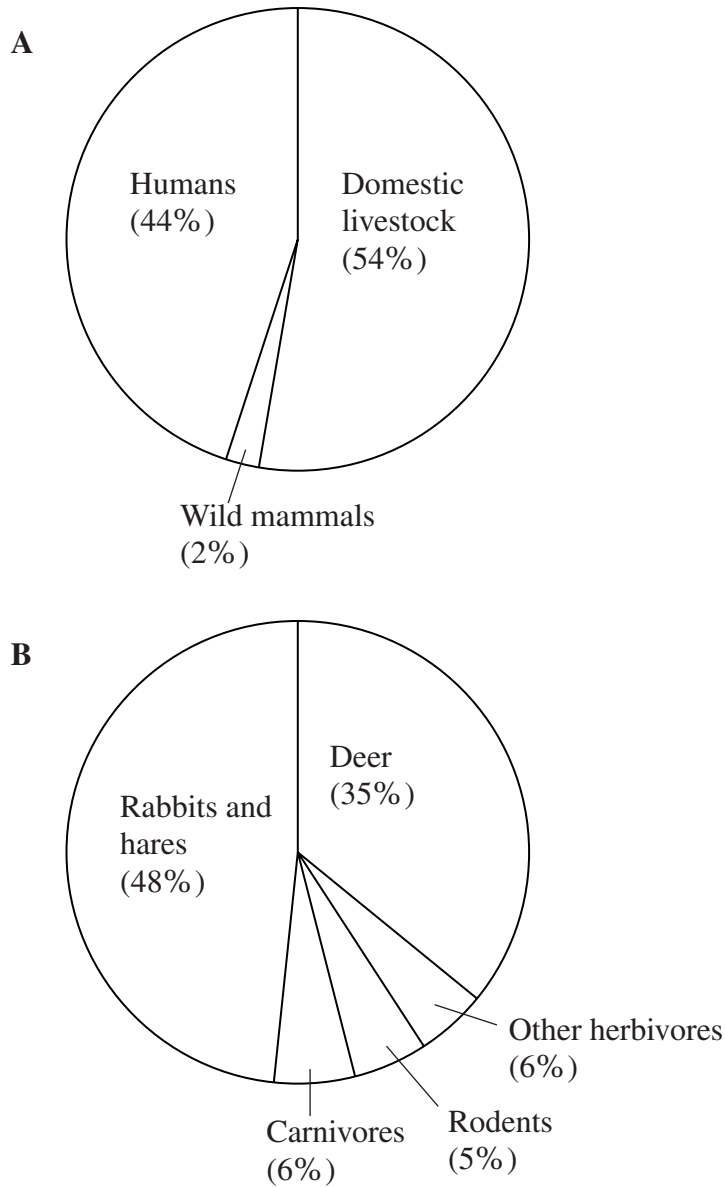 A
Humans
(44%)
Domestic
livestock
(54%)
Wild mammals
(2%)
B
Deer
(35%)
Rabbits and
hares
(48%)
Other herbivores
(6%)
Rodents
(5%)
Carnivores
(6%)